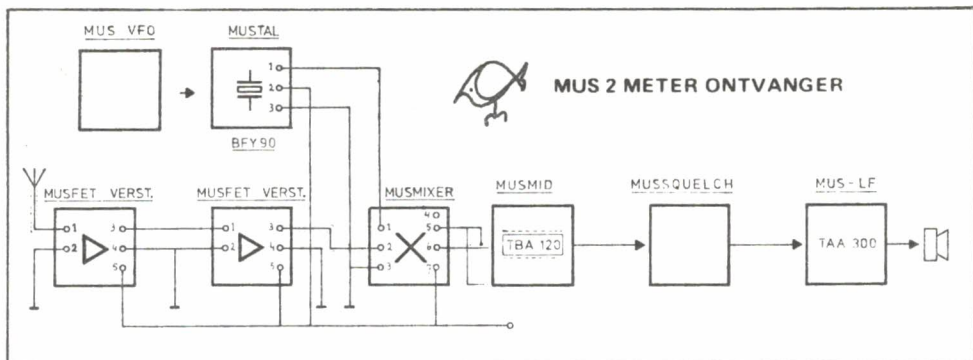 MUS VFO
MUSTAL
1
2
3
BFY90
MUS 2 METER ONTVANGER
MUSFET VERST.
1
2
3
4
5
MUSFET VERST.
1
2
3
4
5
MUSMIXER
1
2
3
4
5
6
7
MUSMID
TBA 120
MUSSQUELCH
MUS-LF
TAA 300